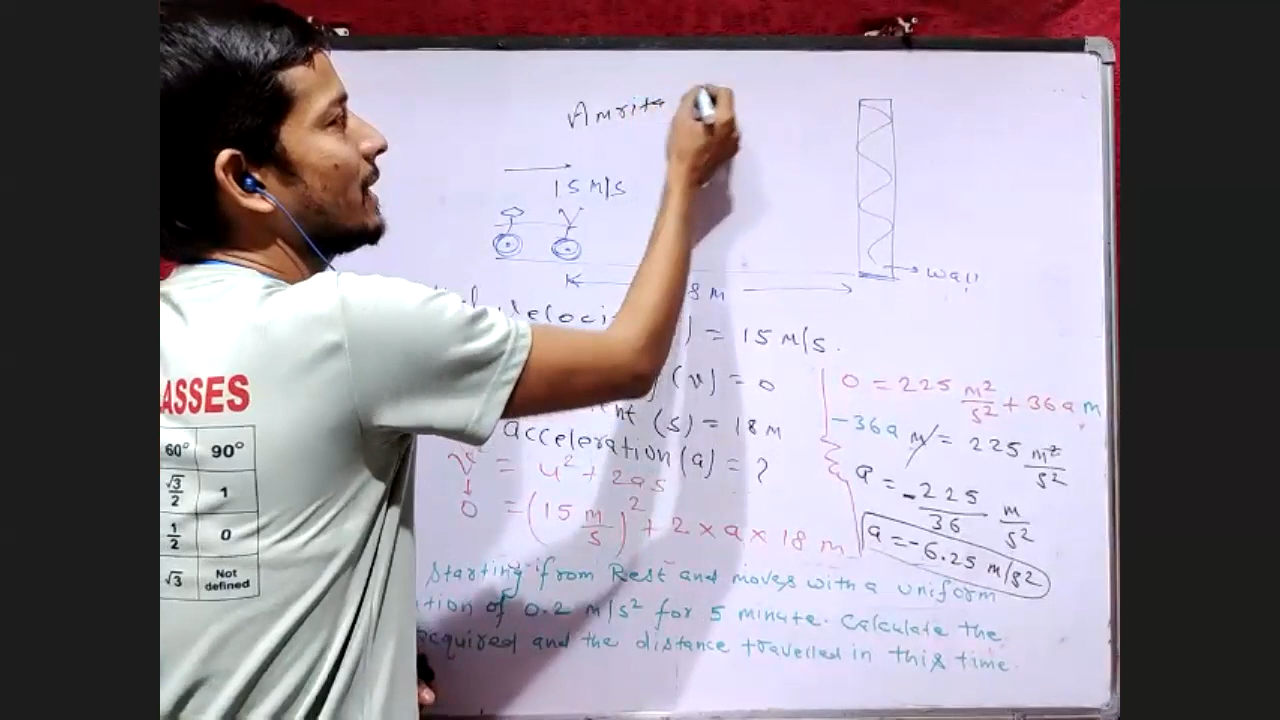 Amrita
15 M/S
wall
8 m
= 15 M/S.
(v) = 0
(s) = 18 M
acceleration (a) = ?
v² = u² + 2as
0 = (15 m/s)² + 2 × a × 18 m
0 = 225 m²/s² + 36a m
-36a m = 225 m²/s²
a = -225/36 m/s²
a = -6.25 m/s²
Starting from Rest and moves with a uniform
tion of 0.2 m/s² for 5 minute. Calculate the
acquired and the distance travelled in this time.
ASSES
60° 90°
√3/2 1
1/2 0
√3 Not defined